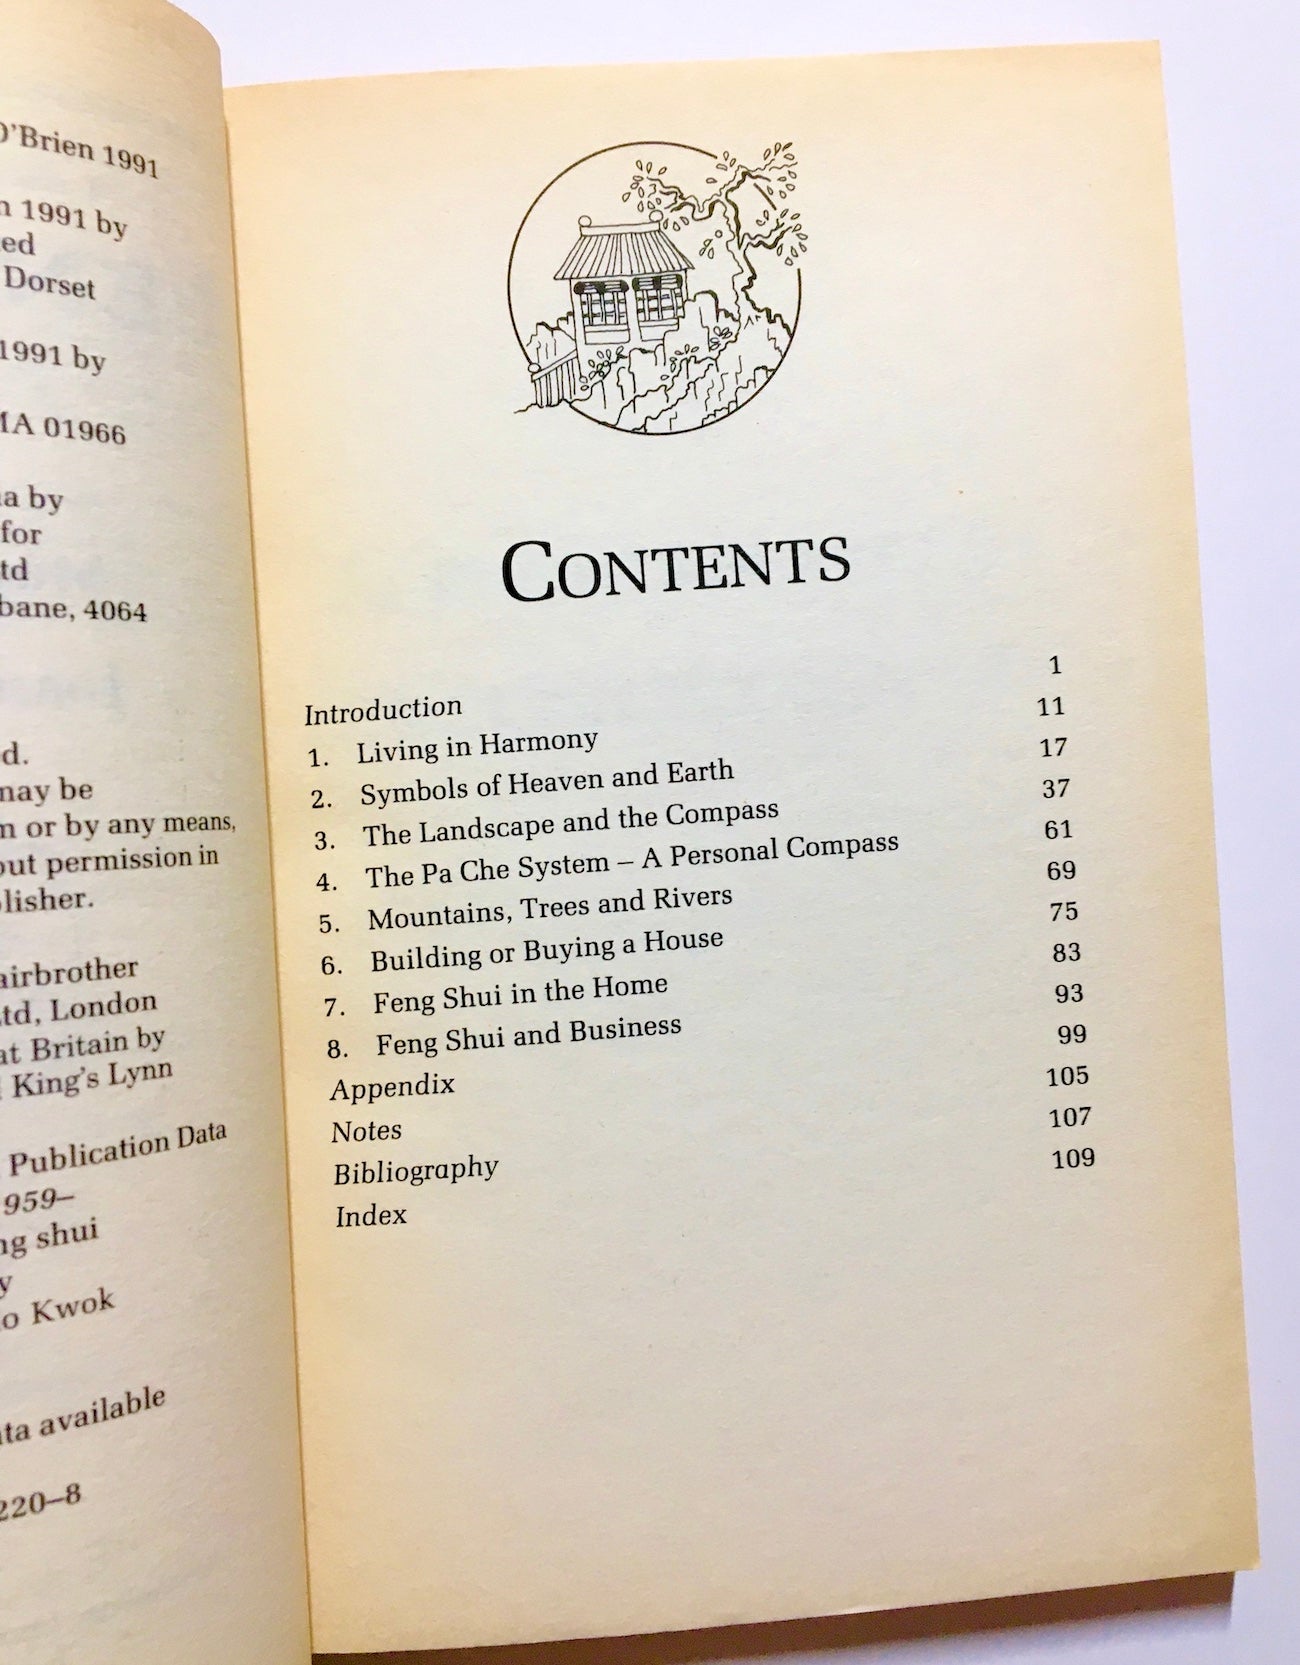 O'Brien 1991
n 1991 by
ed
Dorset
1991 by
MA 01966
a by
for
td
bane, 4064
d.
may be
m or by any means,
out permission in
lisher.
airbrother
Ltd, London
at Britain by
King's Lynn
Publication Data
959–
ng shui
y
o Kwok
ata available
220–8
CONTENTS
Introduction 1
1. Living in Harmony 11
2. Symbols of Heaven and Earth 17
3. The Landscape and the Compass 37
4. The Pa Che System – A Personal Compass 61
5. Mountains, Trees and Rivers 69
6. Building or Buying a House 75
7. Feng Shui in the Home 83
8. Feng Shui and Business 93
Appendix 99
Notes 105
Bibliography 107
Index 109